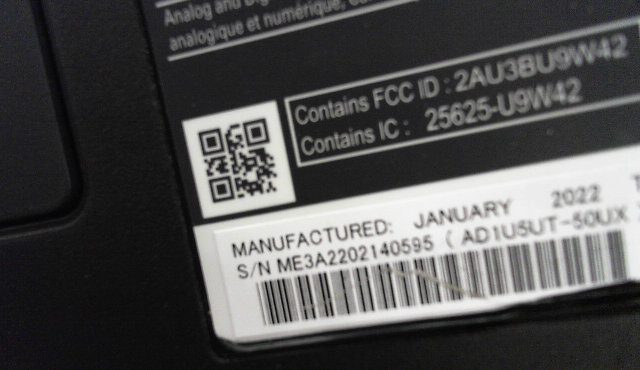 Analog and Dig
analogique et numérique, Co
Contains FCC ID : 2AU3BU9W42
Contains IC : 25625-U9W42
MANUFACTURED: JANUARY 2022
S/N ME3A2202140595 ( AD1U5UT-50UX